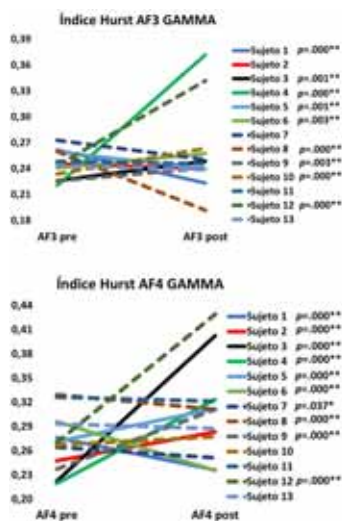 Índice Hurst AF3 GAMMA
0,39
0,36
0,33
0,30
0,27
0,24
0,21
0,18
AF3 pre
AF3 post
Sujeto 1 p=.000**
Sujeto 2
Sujeto 3 p=.001**
Sujeto 4 p=.000**
Sujeto 5 p=.001**
Sujeto 6 p=.003**
Sujeto 7
Sujeto 8 p=.000**
Sujeto 9 p=.003**
Sujeto 10 p=.000**
Sujeto 11
Sujeto 12 p=.000**
Sujeto 13
Índice Hurst AF4 GAMMA
0,44
0,41
0,38
0,35
0,32
0,29
0,26
0,23
0,20
AF4 pre
AF4 post
Sujeto 1 p=.000**
Sujeto 2 p=.000**
Sujeto 3 p=.000**
Sujeto 4 p=.000**
Sujeto 5 p=.000**
Sujeto 6 p=.000**
Sujeto 7 p=.037*
Sujeto 8 p=.000**
Sujeto 9 p=.000**
Sujeto 10
Sujeto 11
Sujeto 12 p=.000**
Sujeto 13